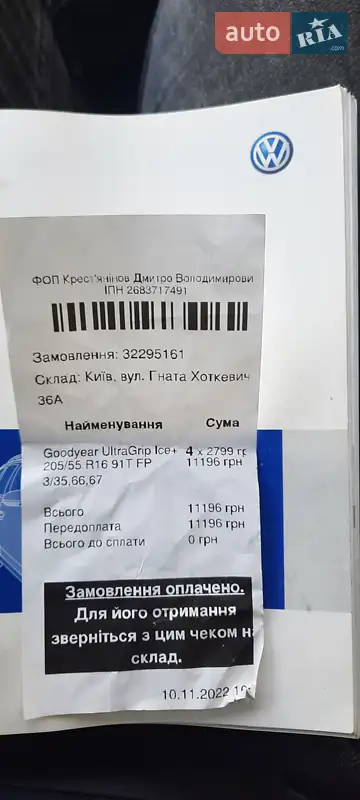 auto
RIA
.com
ФОП Крест'янінов Дмитро Володимирови
ІПН 2683717491
Замовлення: 32295161
Склад: Київ, вул. Гната Хоткевич
36А
Найменування Сума
Goodyear UltraGrip Ice+ 4 x 2799 гр
205/55 R16 91T FP 11196 грн
3/35,66,67
Всього 11196 грн
Передоплата 11196 грн
Всього до сплати 0 грн
Замовлення оплачено.
Для його отримання
зверніться з цим чеком н
склад.
10.11.2022